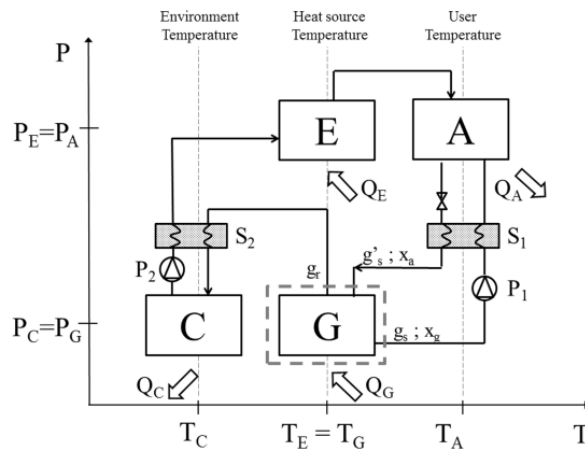 Environment
Temperature
Heat source
Temperature
User
Temperature
P
E
A
P_E=P_A
Q_E
Q_A
S_2
S_1
g_r
g'_s ; x_a
P_2
P_1
C
G
P_C=P_G
g_s ; x_g
Q_C
Q_G
T_C
T_E = T_G
T_A
T